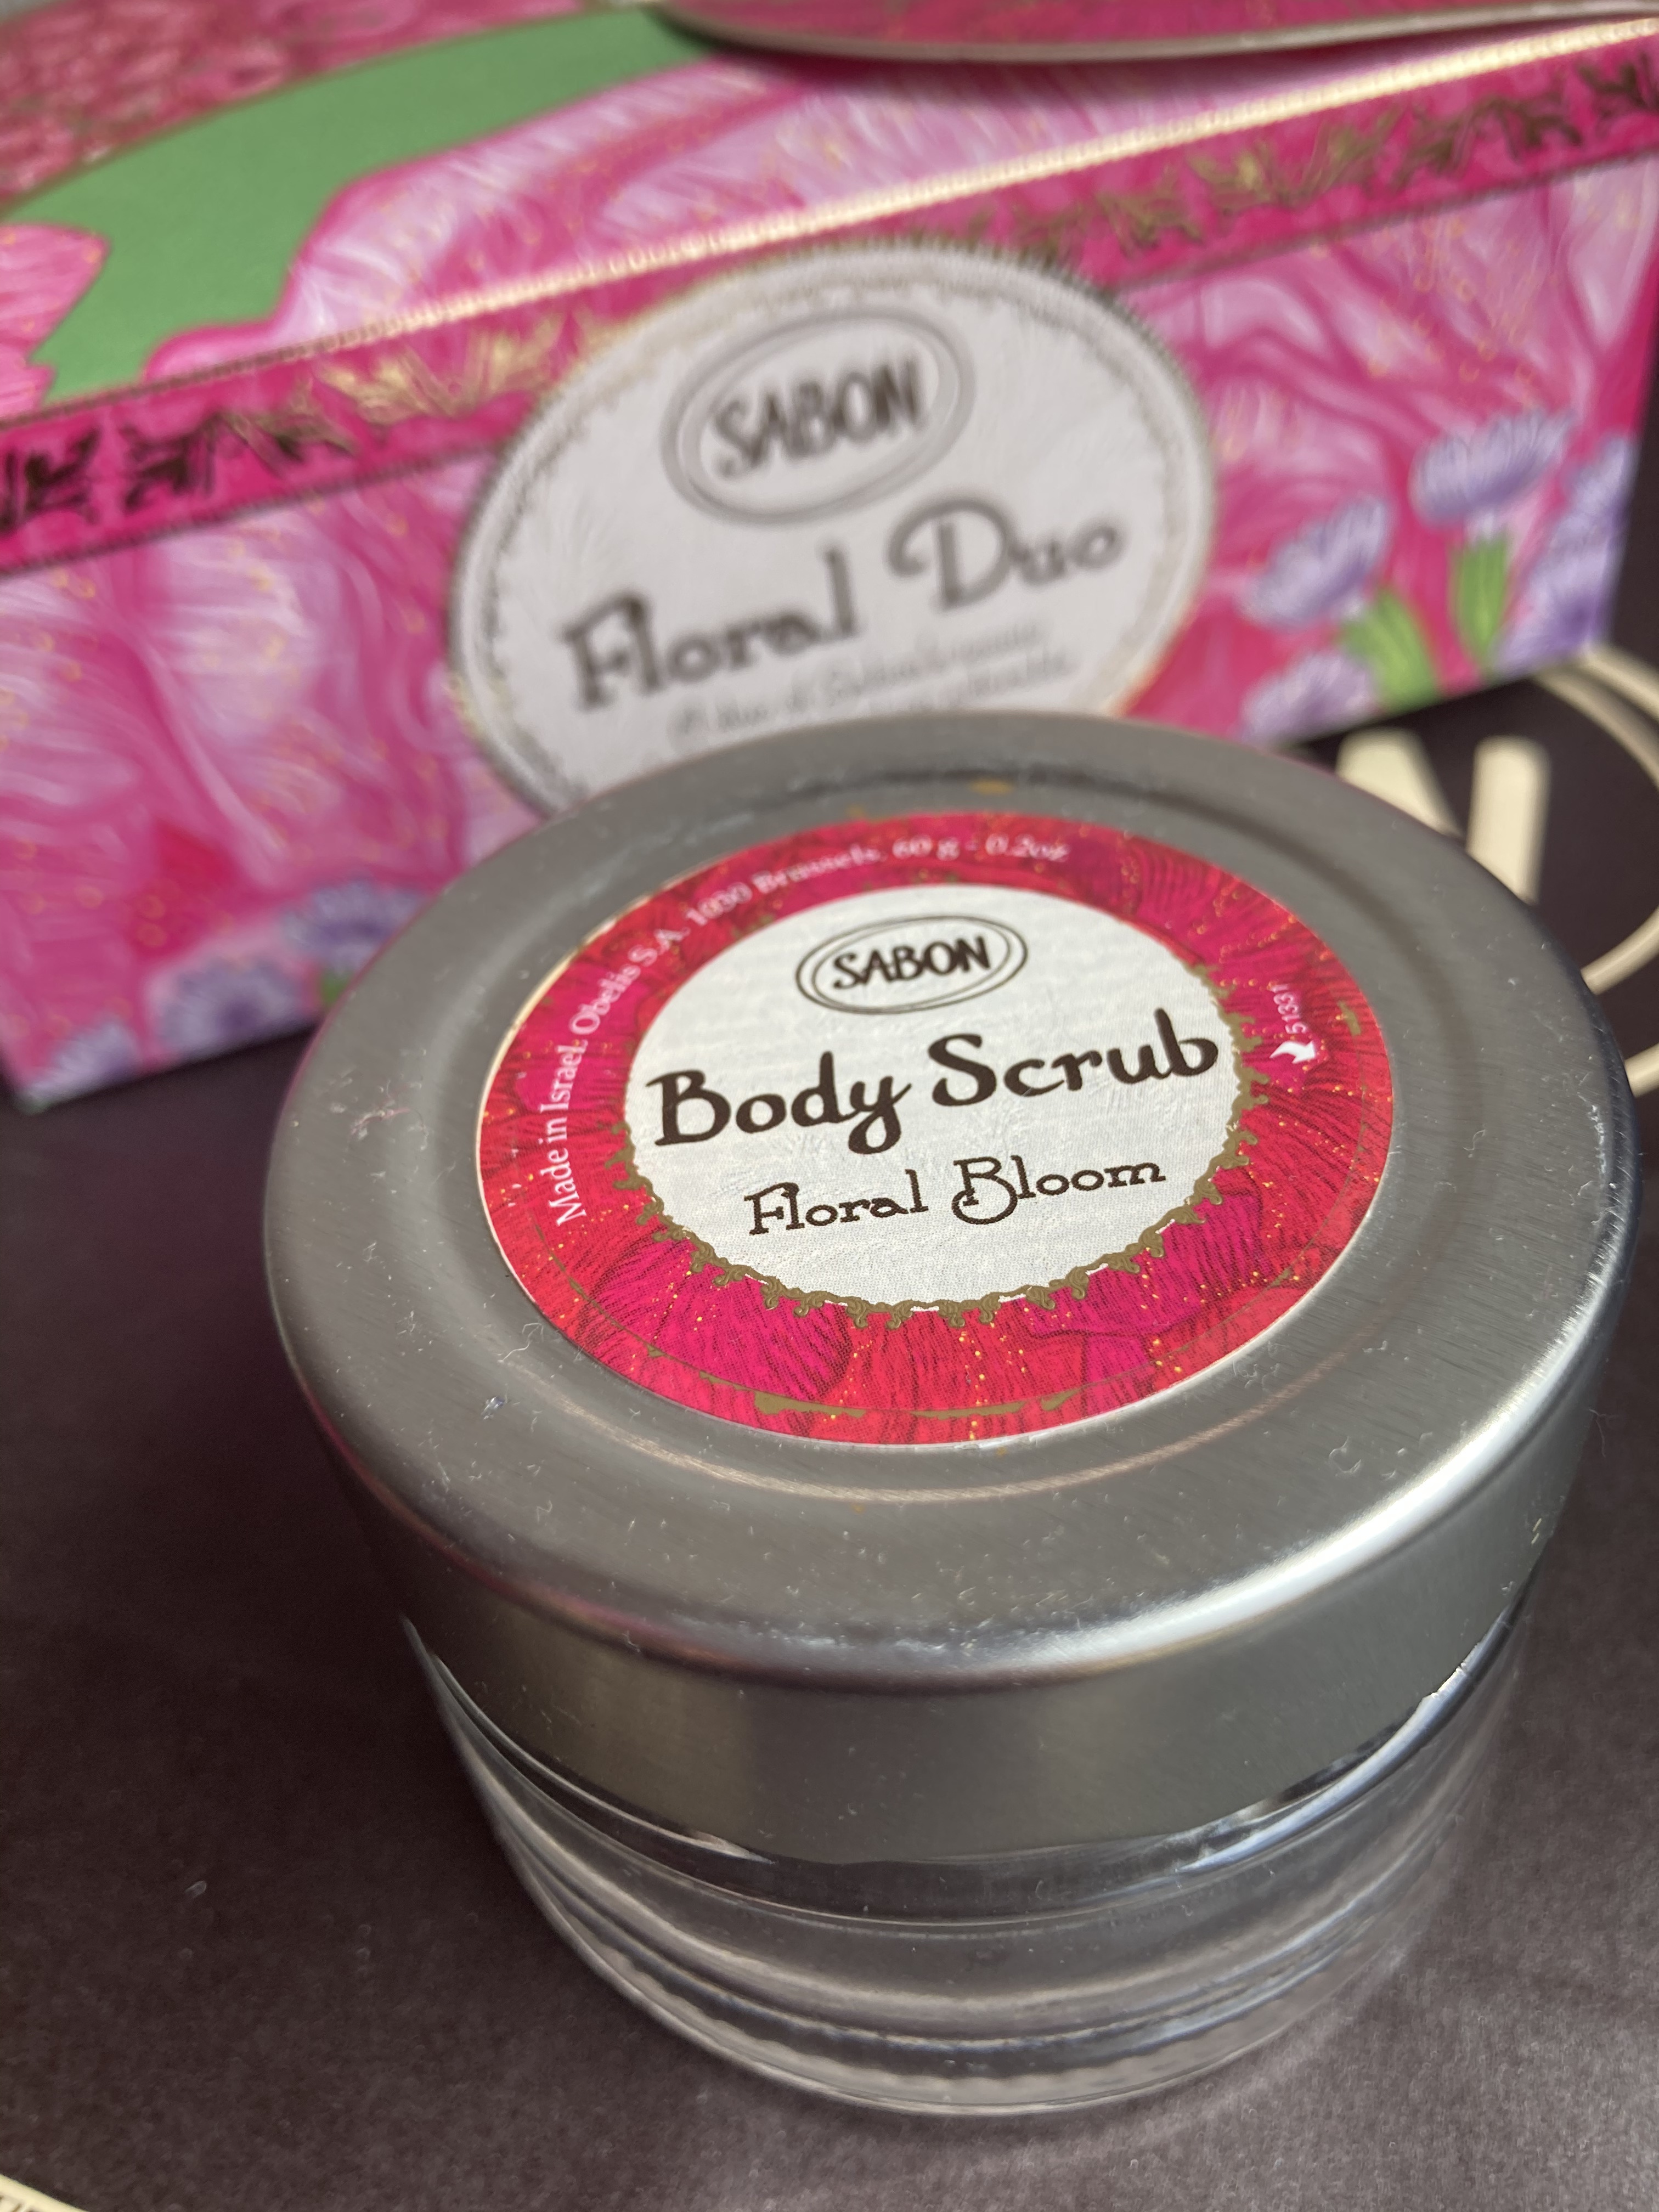 SABON
Floral Duo
Made in Israel. Obelis S.A. 1030 Brussels. 60 g - 0.2oz
SABON
Body Scrub
Floral Bloom